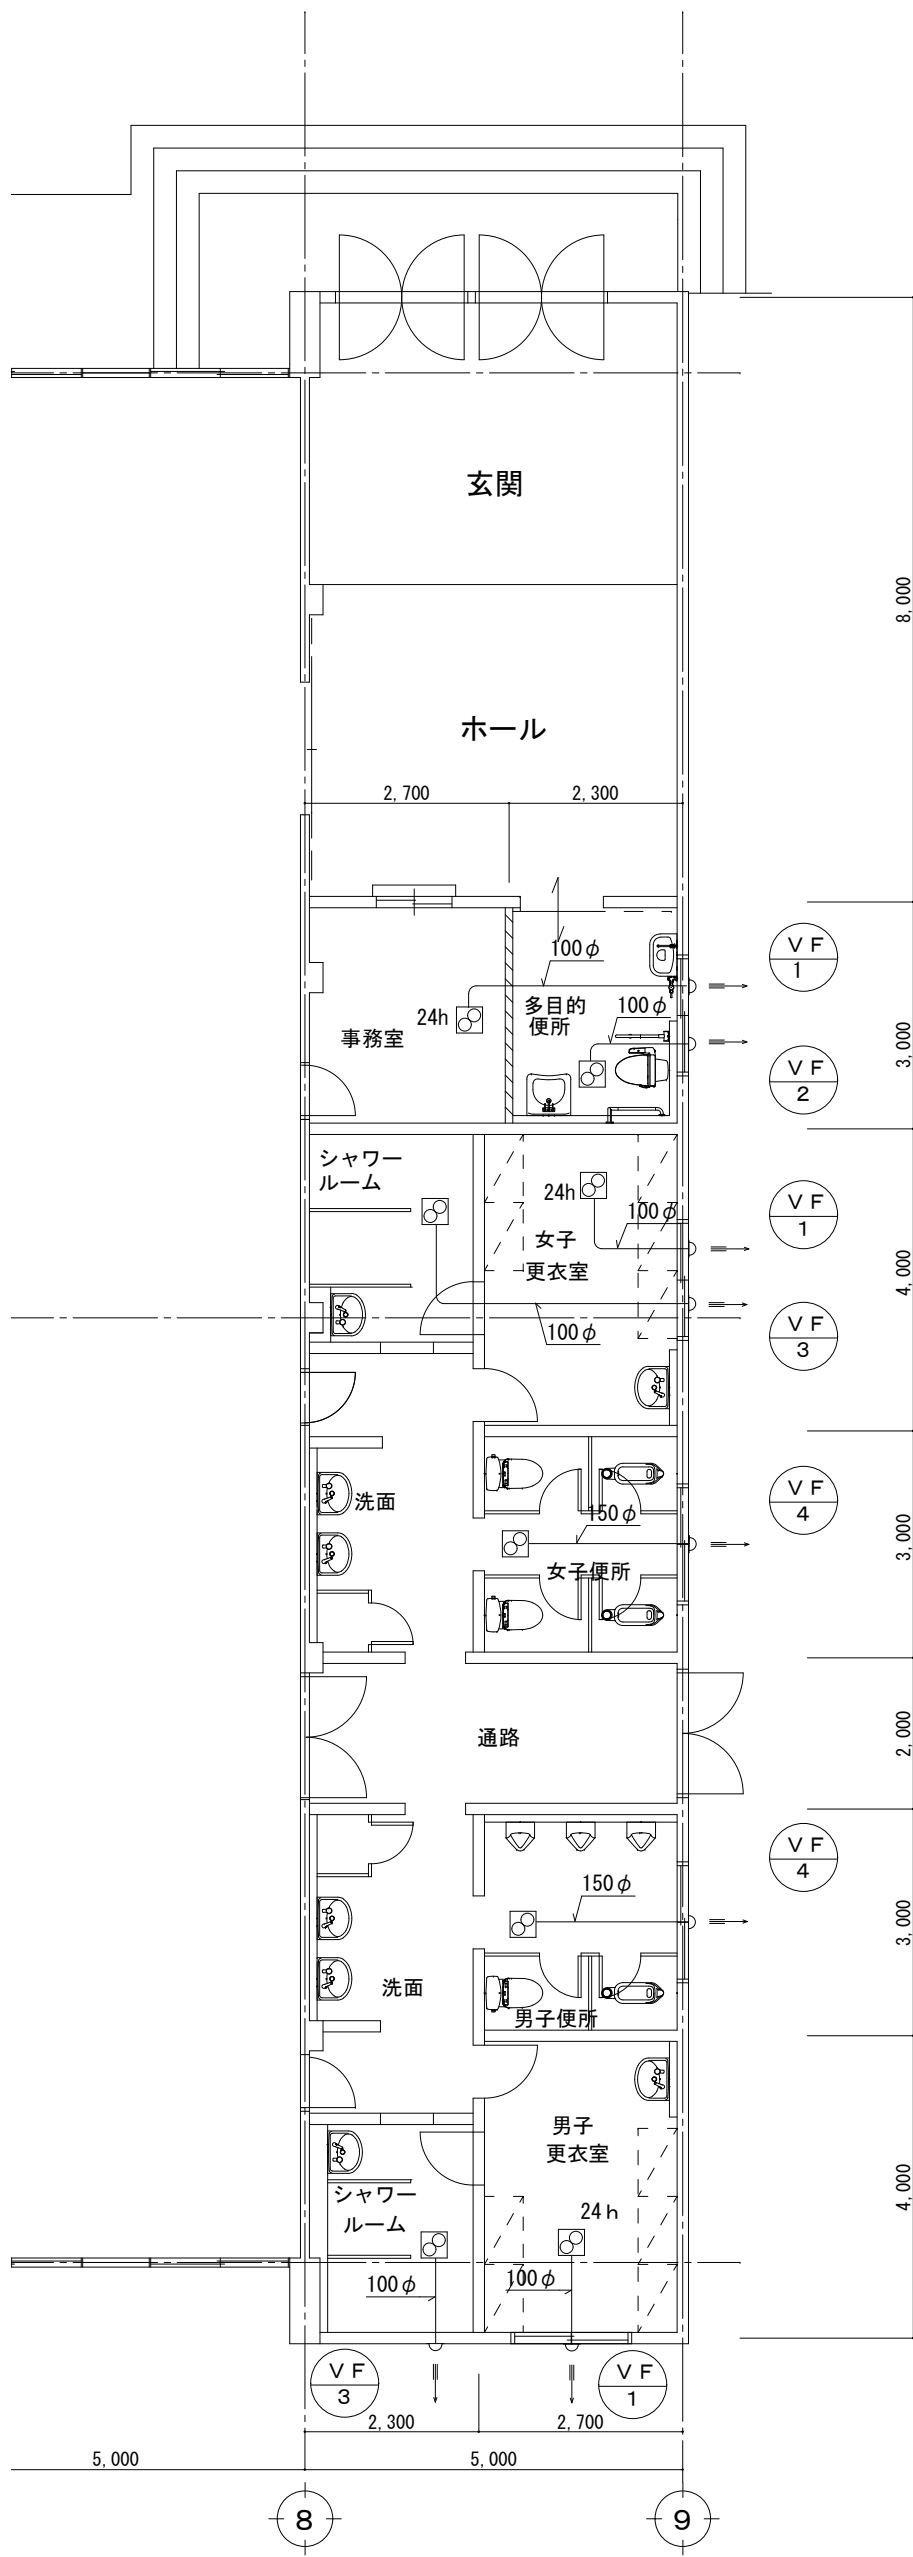 玄関
8,000
ホール
2,700
2,300
100φ
VF
1
24h
多目的
便所
100φ
事務室
VF
2
3,000
シャワー
ルーム
24h
100φ
VF
1
女子
更衣室
4,000
100φ
VF
3
洗面
150φ
VF
4
女子便所
3,000
通路
2,000
150φ
VF
4
3,000
洗面
男子便所
男子
更衣室
シャワー
ルーム
24h
4,000
100φ
100φ
VF
3
VF
1
2,300
2,700
5,000
5,000
8
9